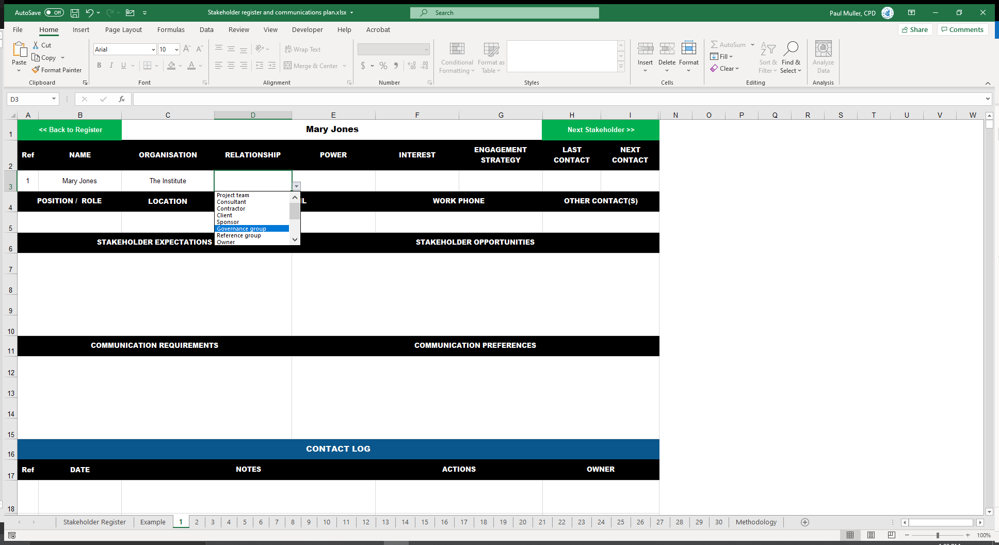 AutoSave Off
Stakeholder register and communications plan.xlsx
Search
Paul Muller, CPD
File Home Insert Page Layout Formulas Data Review View Developer Help Acrobat
Share Comments
Paste
Cut
Copy
Format Painter
Clipboard
Arial 10 A A
B I U A
Font
ab Wrap Text
Merge & Center
Alignment
$ % 9 .00
Number
Conditional Formatting
Format as Table
Styles
Insert Delete Format
Cells
AutoSum
Fill
Clear
Sort & Filter
Find & Select
Editing
Analyze Data
Analysis
D3
fx
A B C D E F G H I N O P Q R S T U V W
1 << Back to Register Mary Jones Next Stakeholder >>
2 Ref NAME ORGANISATION RELATIONSHIP POWER INTEREST ENGAGEMENT STRATEGY LAST CONTACT NEXT CONTACT
3 1 Mary Jones The Institute
4 POSITION / ROLE LOCATION IL WORK PHONE OTHER CONTACT(S)
Project team
Consultant
Contractor
Client
Sponsor
Governance group
Reference group
Owner
5
6 STAKEHOLDER EXPECTATIONS STAKEHOLDER OPPORTUNITIES
7
8
9
10
11 COMMUNICATION REQUIREMENTS COMMUNICATION PREFERENCES
12
13
14
15
16 CONTACT LOG
17 Ref DATE NOTES ACTIONS OWNER
18
Stakeholder Register Example 1 2 3 4 5 6 7 8 9 10 11 12 13 14 15 16 17 18 19 20 21 22 23 24 25 26 27 28 29 30 Methodology
100%